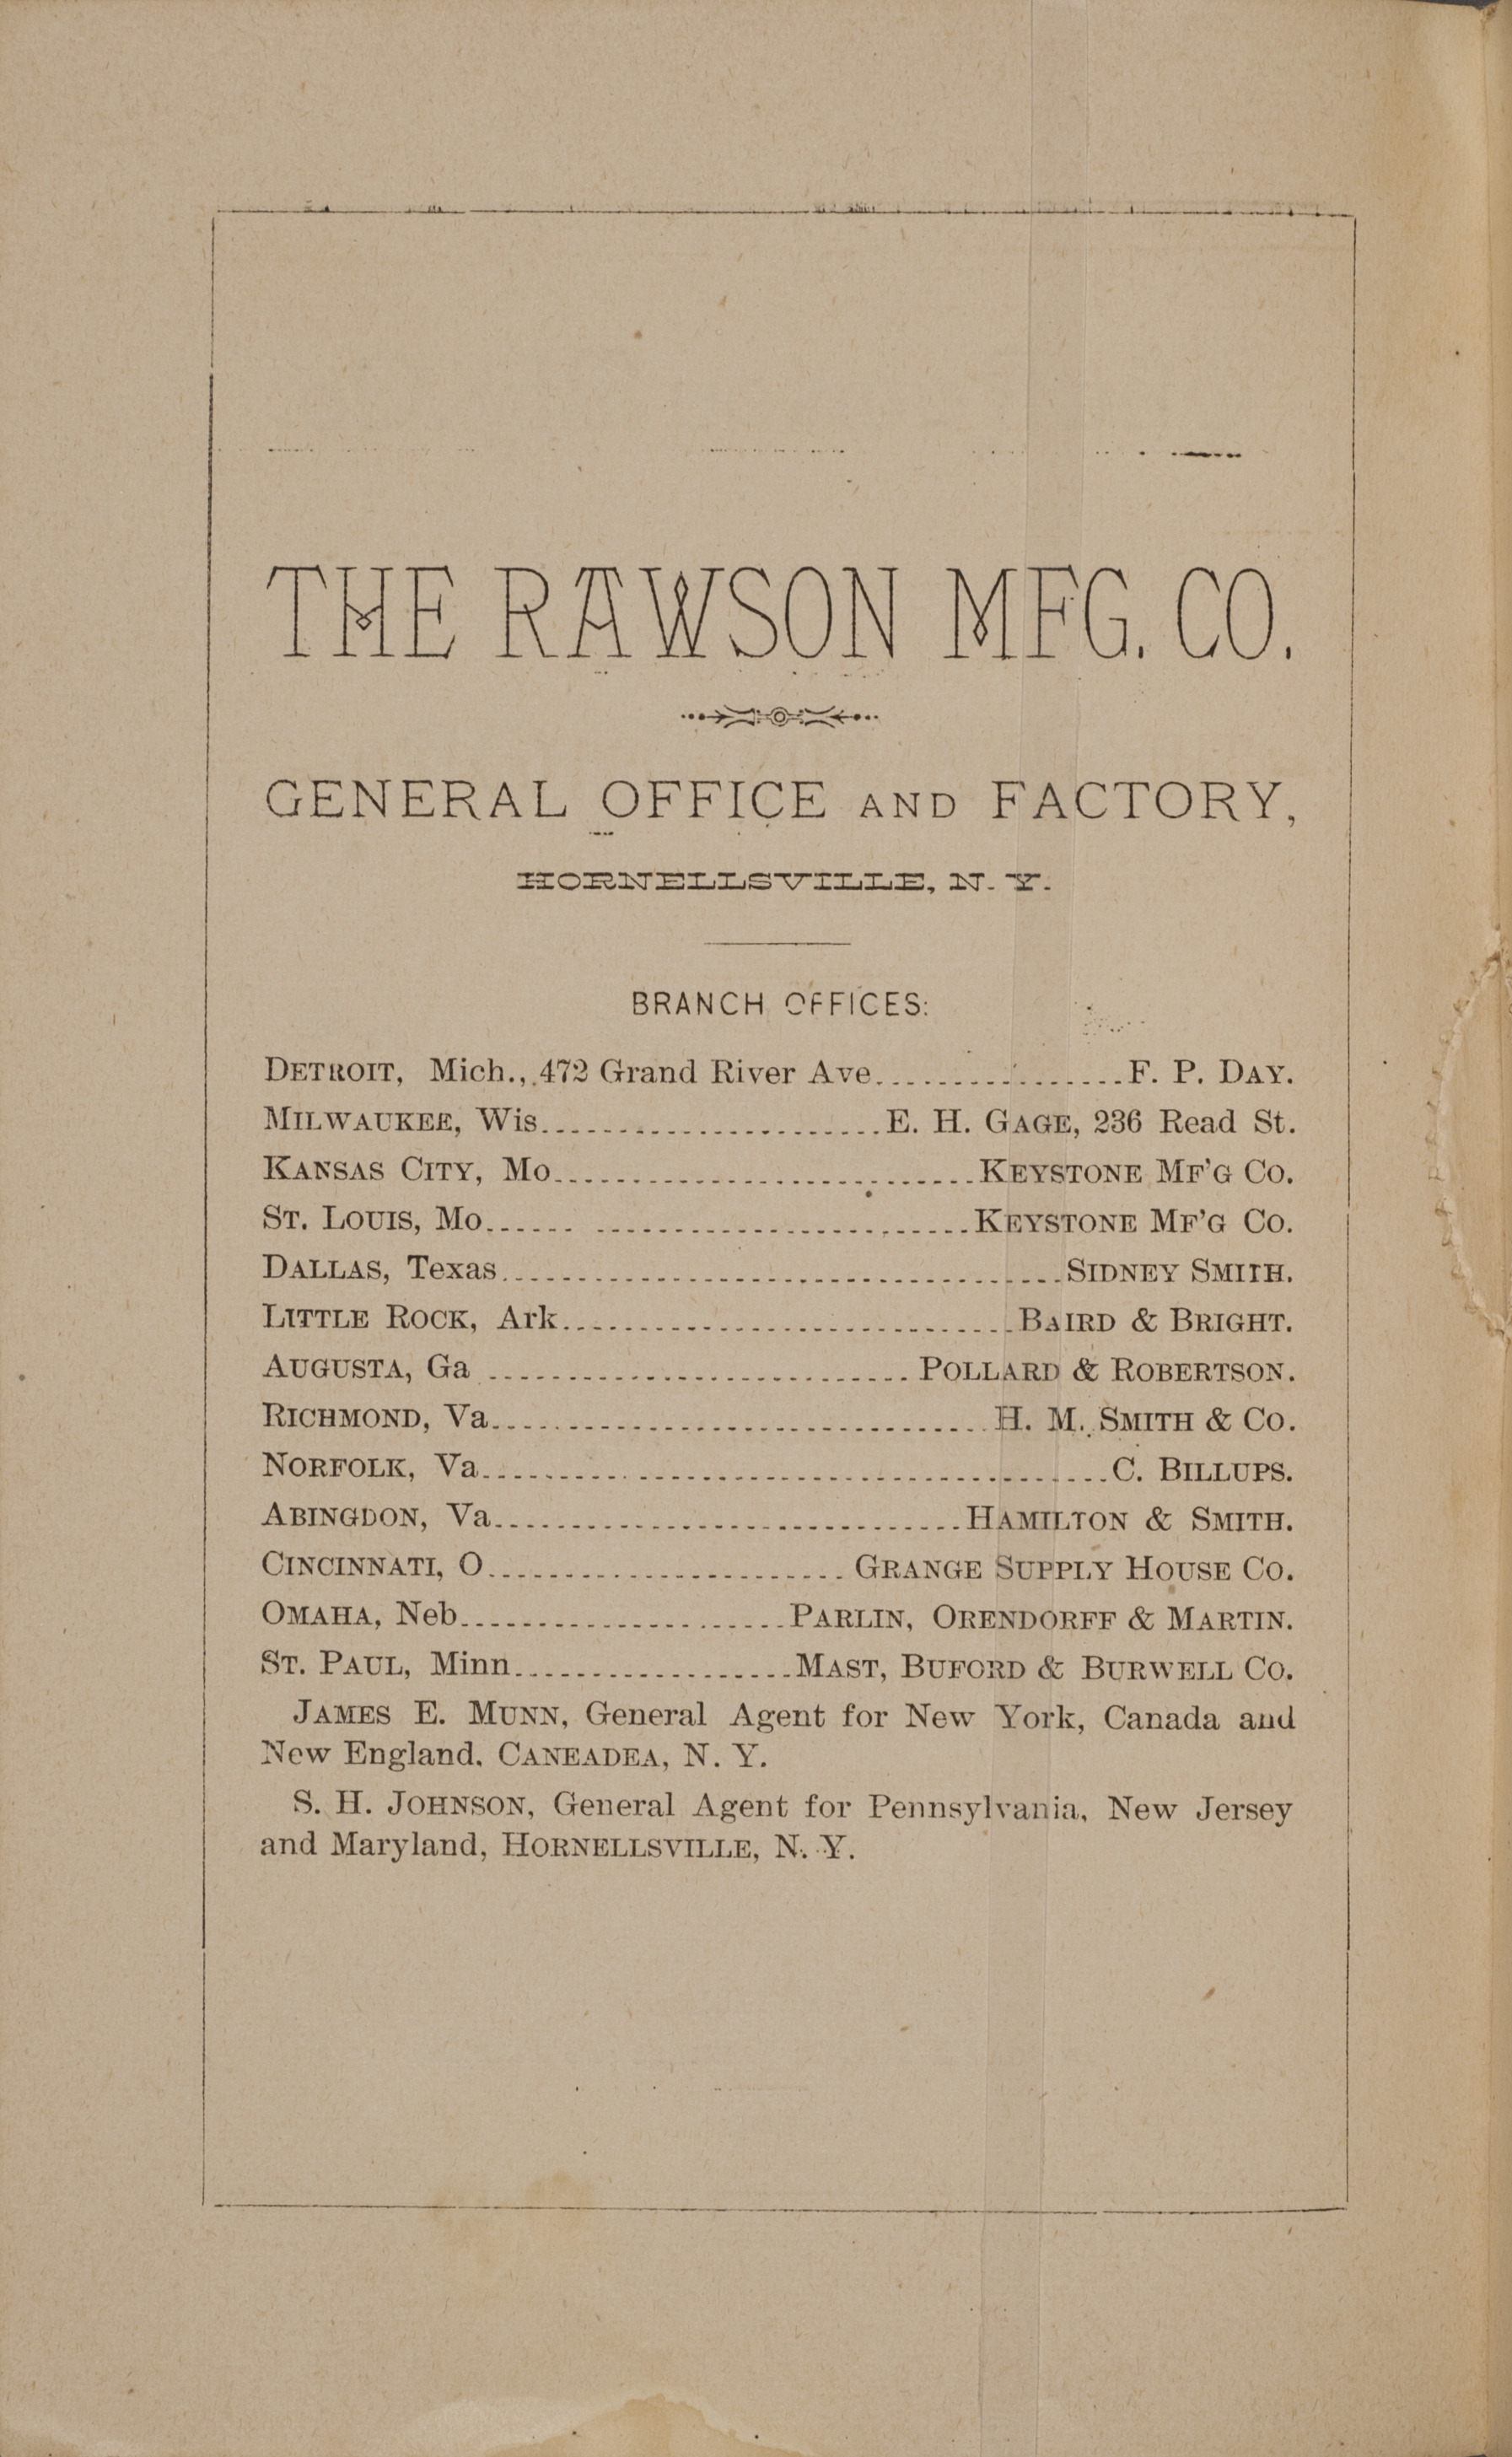 THE RAWSON MFG. CO.
GENERAL OFFICE AND FACTORY,
HORNELLSVILLE, N. Y.
BRANCH OFFICES:
DETROIT, Mich., 472 Grand River Ave................F. P. DAY.
MILWAUKEE, Wis......................E. H. GAGE, 236 Read St.
KANSAS CITY, Mo...........................KEYSTONE MF'G CO.
ST. LOUIS, Mo...... ........................KEYSTONE MF'G CO.
DALLAS, Texas....................................SIDNEY SMITH.
LITTLE ROCK, Ark.............................BAIRD & BRIGHT.
AUGUSTA, Ga ........................... POLLARD & ROBERTSON.
RICHMOND, Va................................H. M. SMITH & CO.
NORFOLK, Va........................................C. BILLUPS.
ABINGDON, Va..............................HAMILTON & SMITH.
CINCINNATI, O....................... GRANGE SUPPLY HOUSE CO.
OMAHA, Neb.....................PARLIN, ORENDORFF & MARTIN.
ST. PAUL, Minn..................MAST, BUFORD & BURWELL CO.
JAMES E. MUNN, General Agent for New York, Canada and
New England. CANEADEA, N. Y.
S. H. JOHNSON, General Agent for Pennsylvania, New Jersey
and Maryland, HORNELLSVILLE, N. Y.